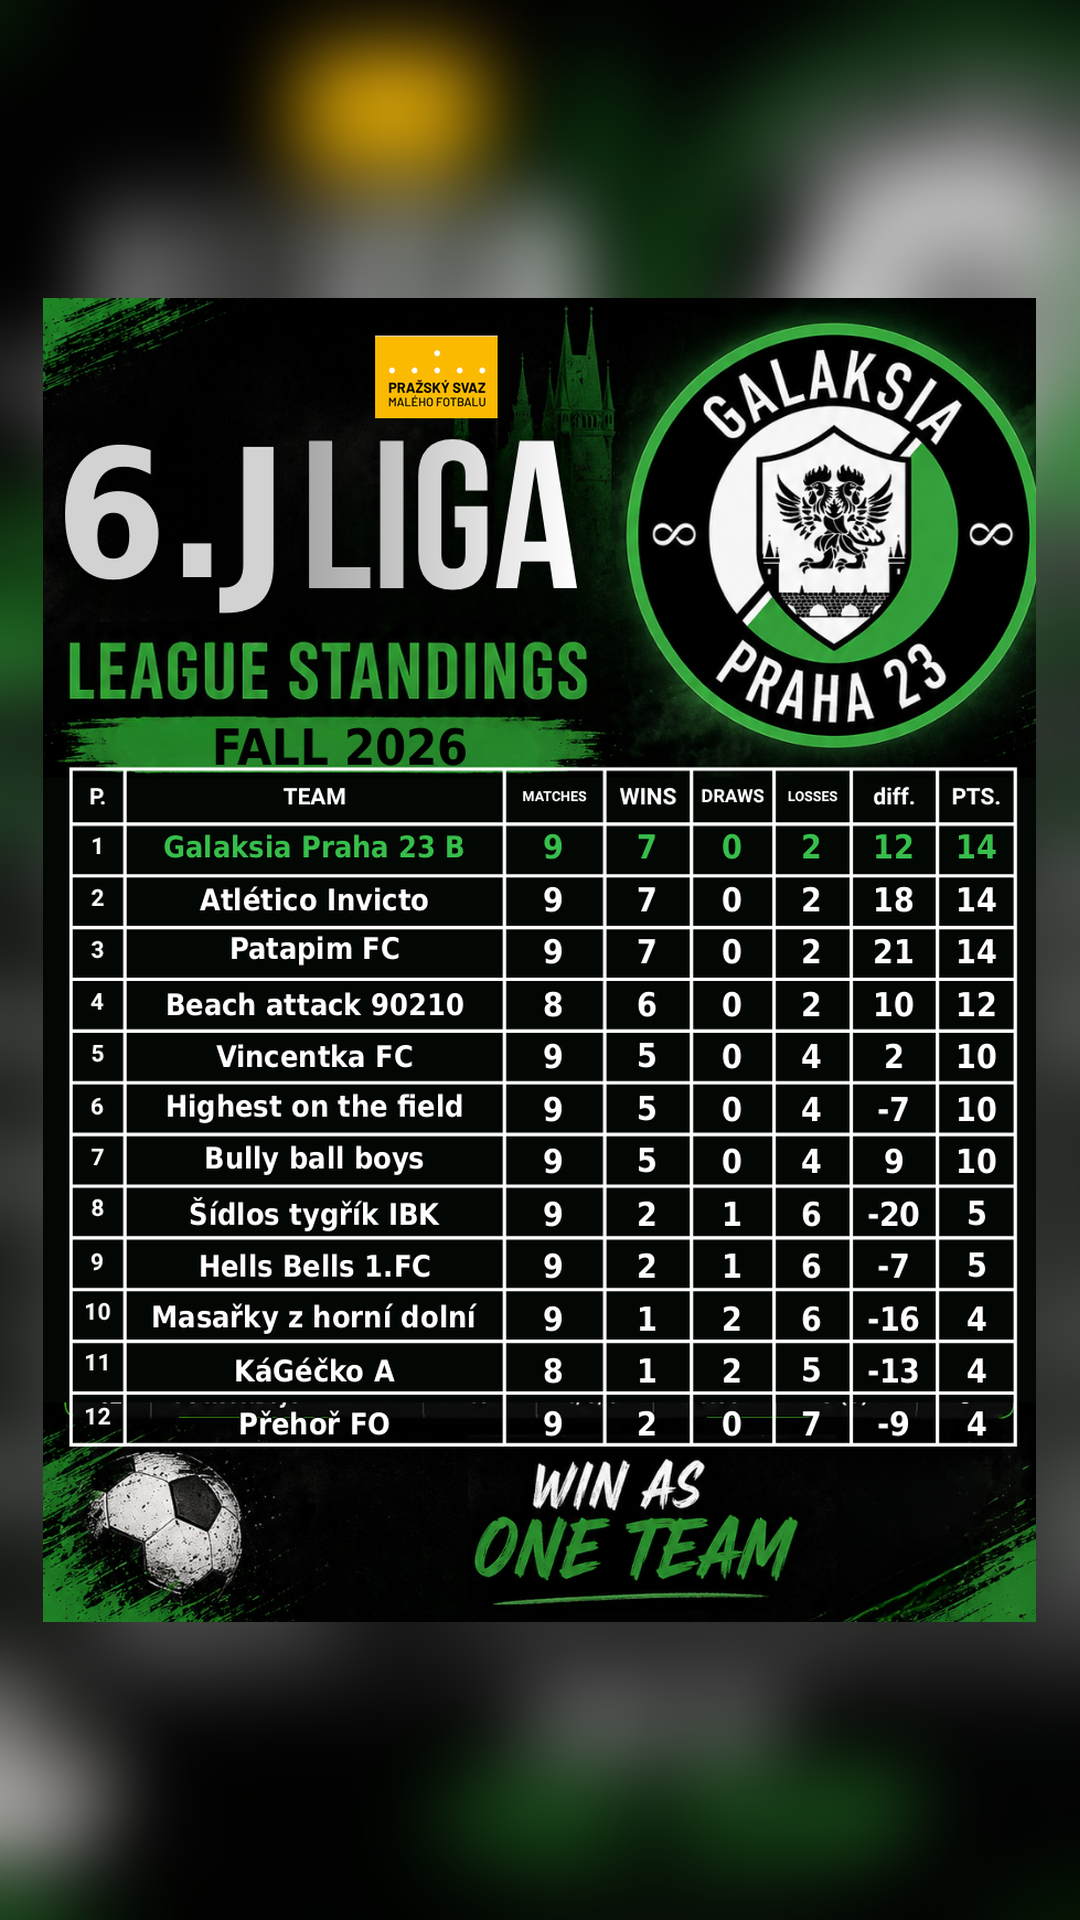 PRAŽSKÝ SVAZ
MALÉHO FOTBALU
6.J LIGA
GALAKSIA
∞ ∞
PRAHA 23
LEAGUE STANDINGS
FALL 2026
P. TEAM MATCHES WINS DRAWS LOSSES diff. PTS.
1 Galaksia Praha 23 B 9 7 0 2 12 14
2 Atlético Invicto 9 7 0 2 18 14
3 Patapim FC 9 7 0 2 21 14
4 Beach attack 90210 8 6 0 2 10 12
5 Vincentka FC 9 5 0 4 2 10
6 Highest on the field 9 5 0 4 -7 10
7 Bully ball boys 9 5 0 4 9 10
8 Šídlos tygřík IBK 9 2 1 6 -20 5
9 Hells Bells 1.FC 9 2 1 6 -7 5
10 Masařky z horní dolní 9 1 2 6 -16 4
11 KáGéčko A 8 1 2 5 -13 4
12 Přehoř FO 9 2 0 7 -9 4
WIN AS
ONE TEAM